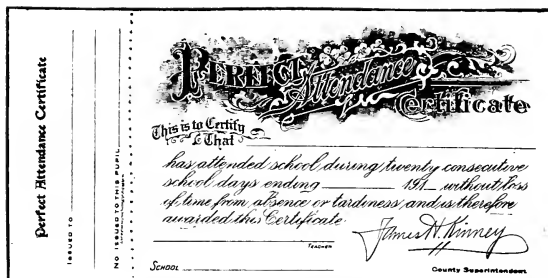 Perfect Attendance Certificate
ISSUED TO
NO. ISSUED TO THIS PUPIL
PERFECT
Attendance
Certificate
This is to Certify
That
has attended school, during twenty consecutive
school days ending 191 without loss
of time from absence or tardiness, and is therefore
awarded this Certificate.
TEACHER
James H. Kinney
SCHOOL
County Superintendent